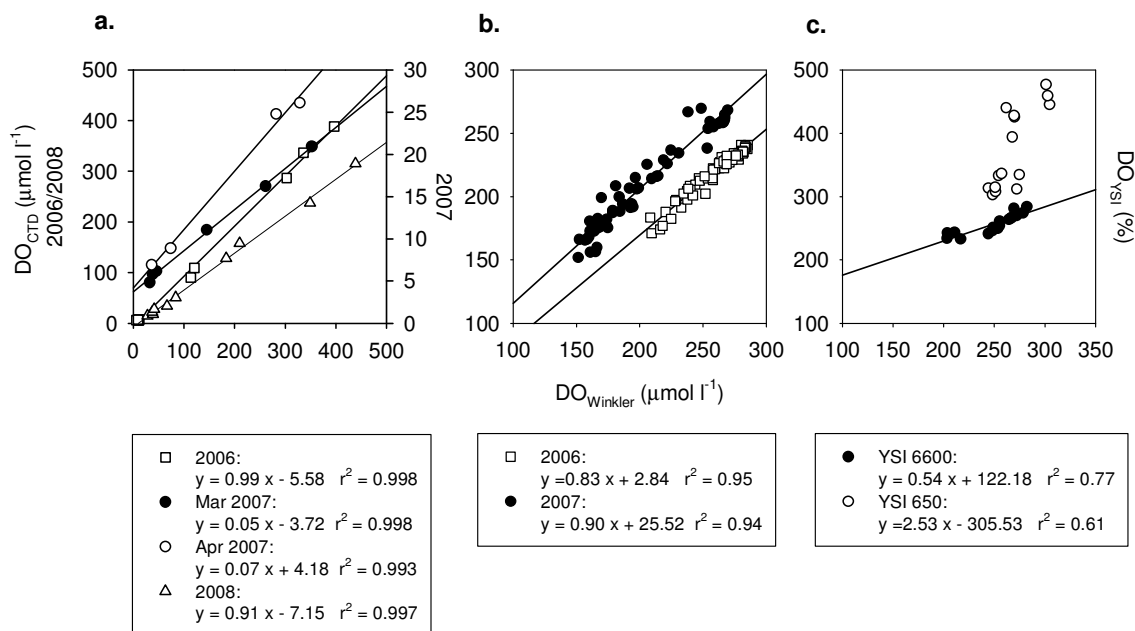 a.
b.
c.
DO_CTD (μmol l⁻¹)
2006/2008
500
400
300
200
100
0
0 100 200 300 400 500
30
25
20
15
10
5
0
2007
300
250
200
150
100
100 150 200 250 300
DO_Winkler (μmol l⁻¹)
500
400
300
200
100
100 150 200 250 300 350
DO_YSI (%)
2006:
y = 0.99 x - 5.58 r² = 0.998
Mar 2007:
y = 0.05 x - 3.72 r² = 0.998
Apr 2007:
y = 0.07 x + 4.18 r² = 0.993
2008:
y = 0.91 x - 7.15 r² = 0.997
2006:
y =0.83 x + 2.84 r² = 0.95
2007:
y = 0.90 x + 25.52 r² = 0.94
YSI 6600:
y = 0.54 x + 122.18 r² = 0.77
YSI 650:
y =2.53 x - 305.53 r² = 0.61